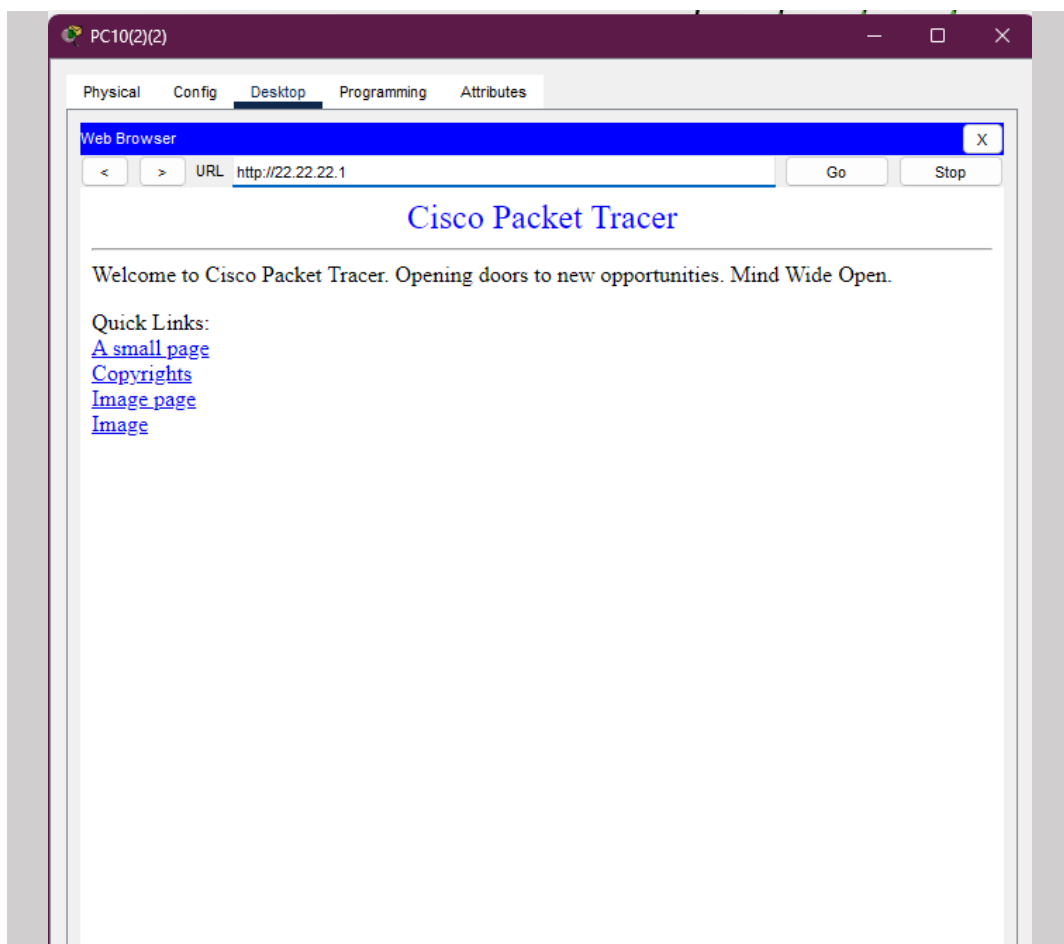 PC10(2)(2)
Physical Config Desktop Programming Attributes
Web Browser X
< > URL http://22.22.22.1 Go Stop
Cisco Packet Tracer
Welcome to Cisco Packet Tracer. Opening doors to new opportunities. Mind Wide Open.
Quick Links:
A small page
Copyrights
Image page
Image